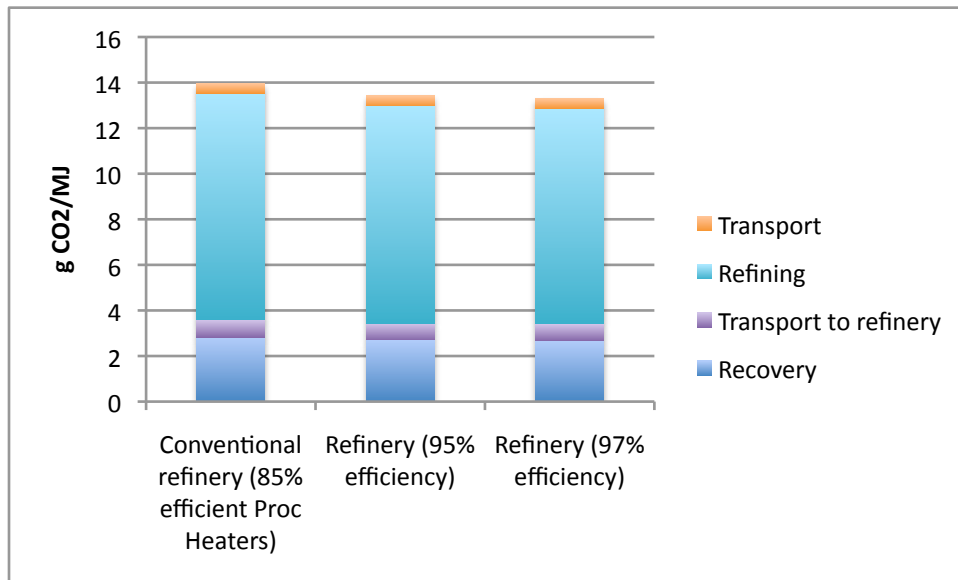 16
14
12
10
8
6
4
2
0
g CO2/MJ
Conventional
refinery (85%
efficient Proc
Heaters)
Refinery (95%
efficiency)
Refinery (97%
efficiency)
Transport
Refining
Transport to refinery
Recovery